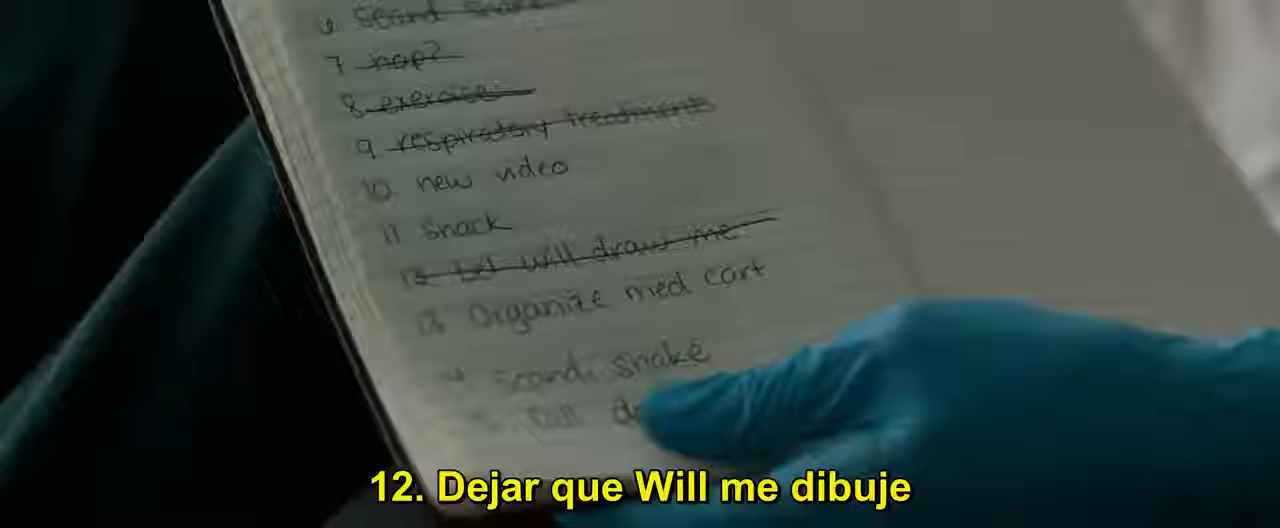 7 nap?
8 exercise
9 respiratory treatments
10 new video
11 snack
12 Let Will draw me
13 Organize med cart
Scandi shake
12. Dejar que Will me dibuje